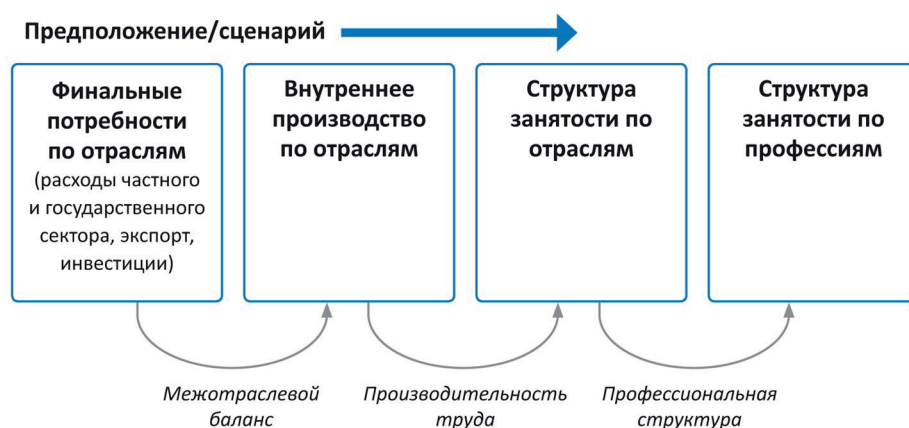 Предположение/сценарий
Финальные
потребности
по отраслям
(расходы частного
и государственного
сектора, экспорт,
инвестиции)
Внутреннее
производство
по отраслям
Структура
занятости по
отраслям
Структура
занятости по
профессиям
Межотраслевой
баланс
Производительность
труда
Профессиональная
структура